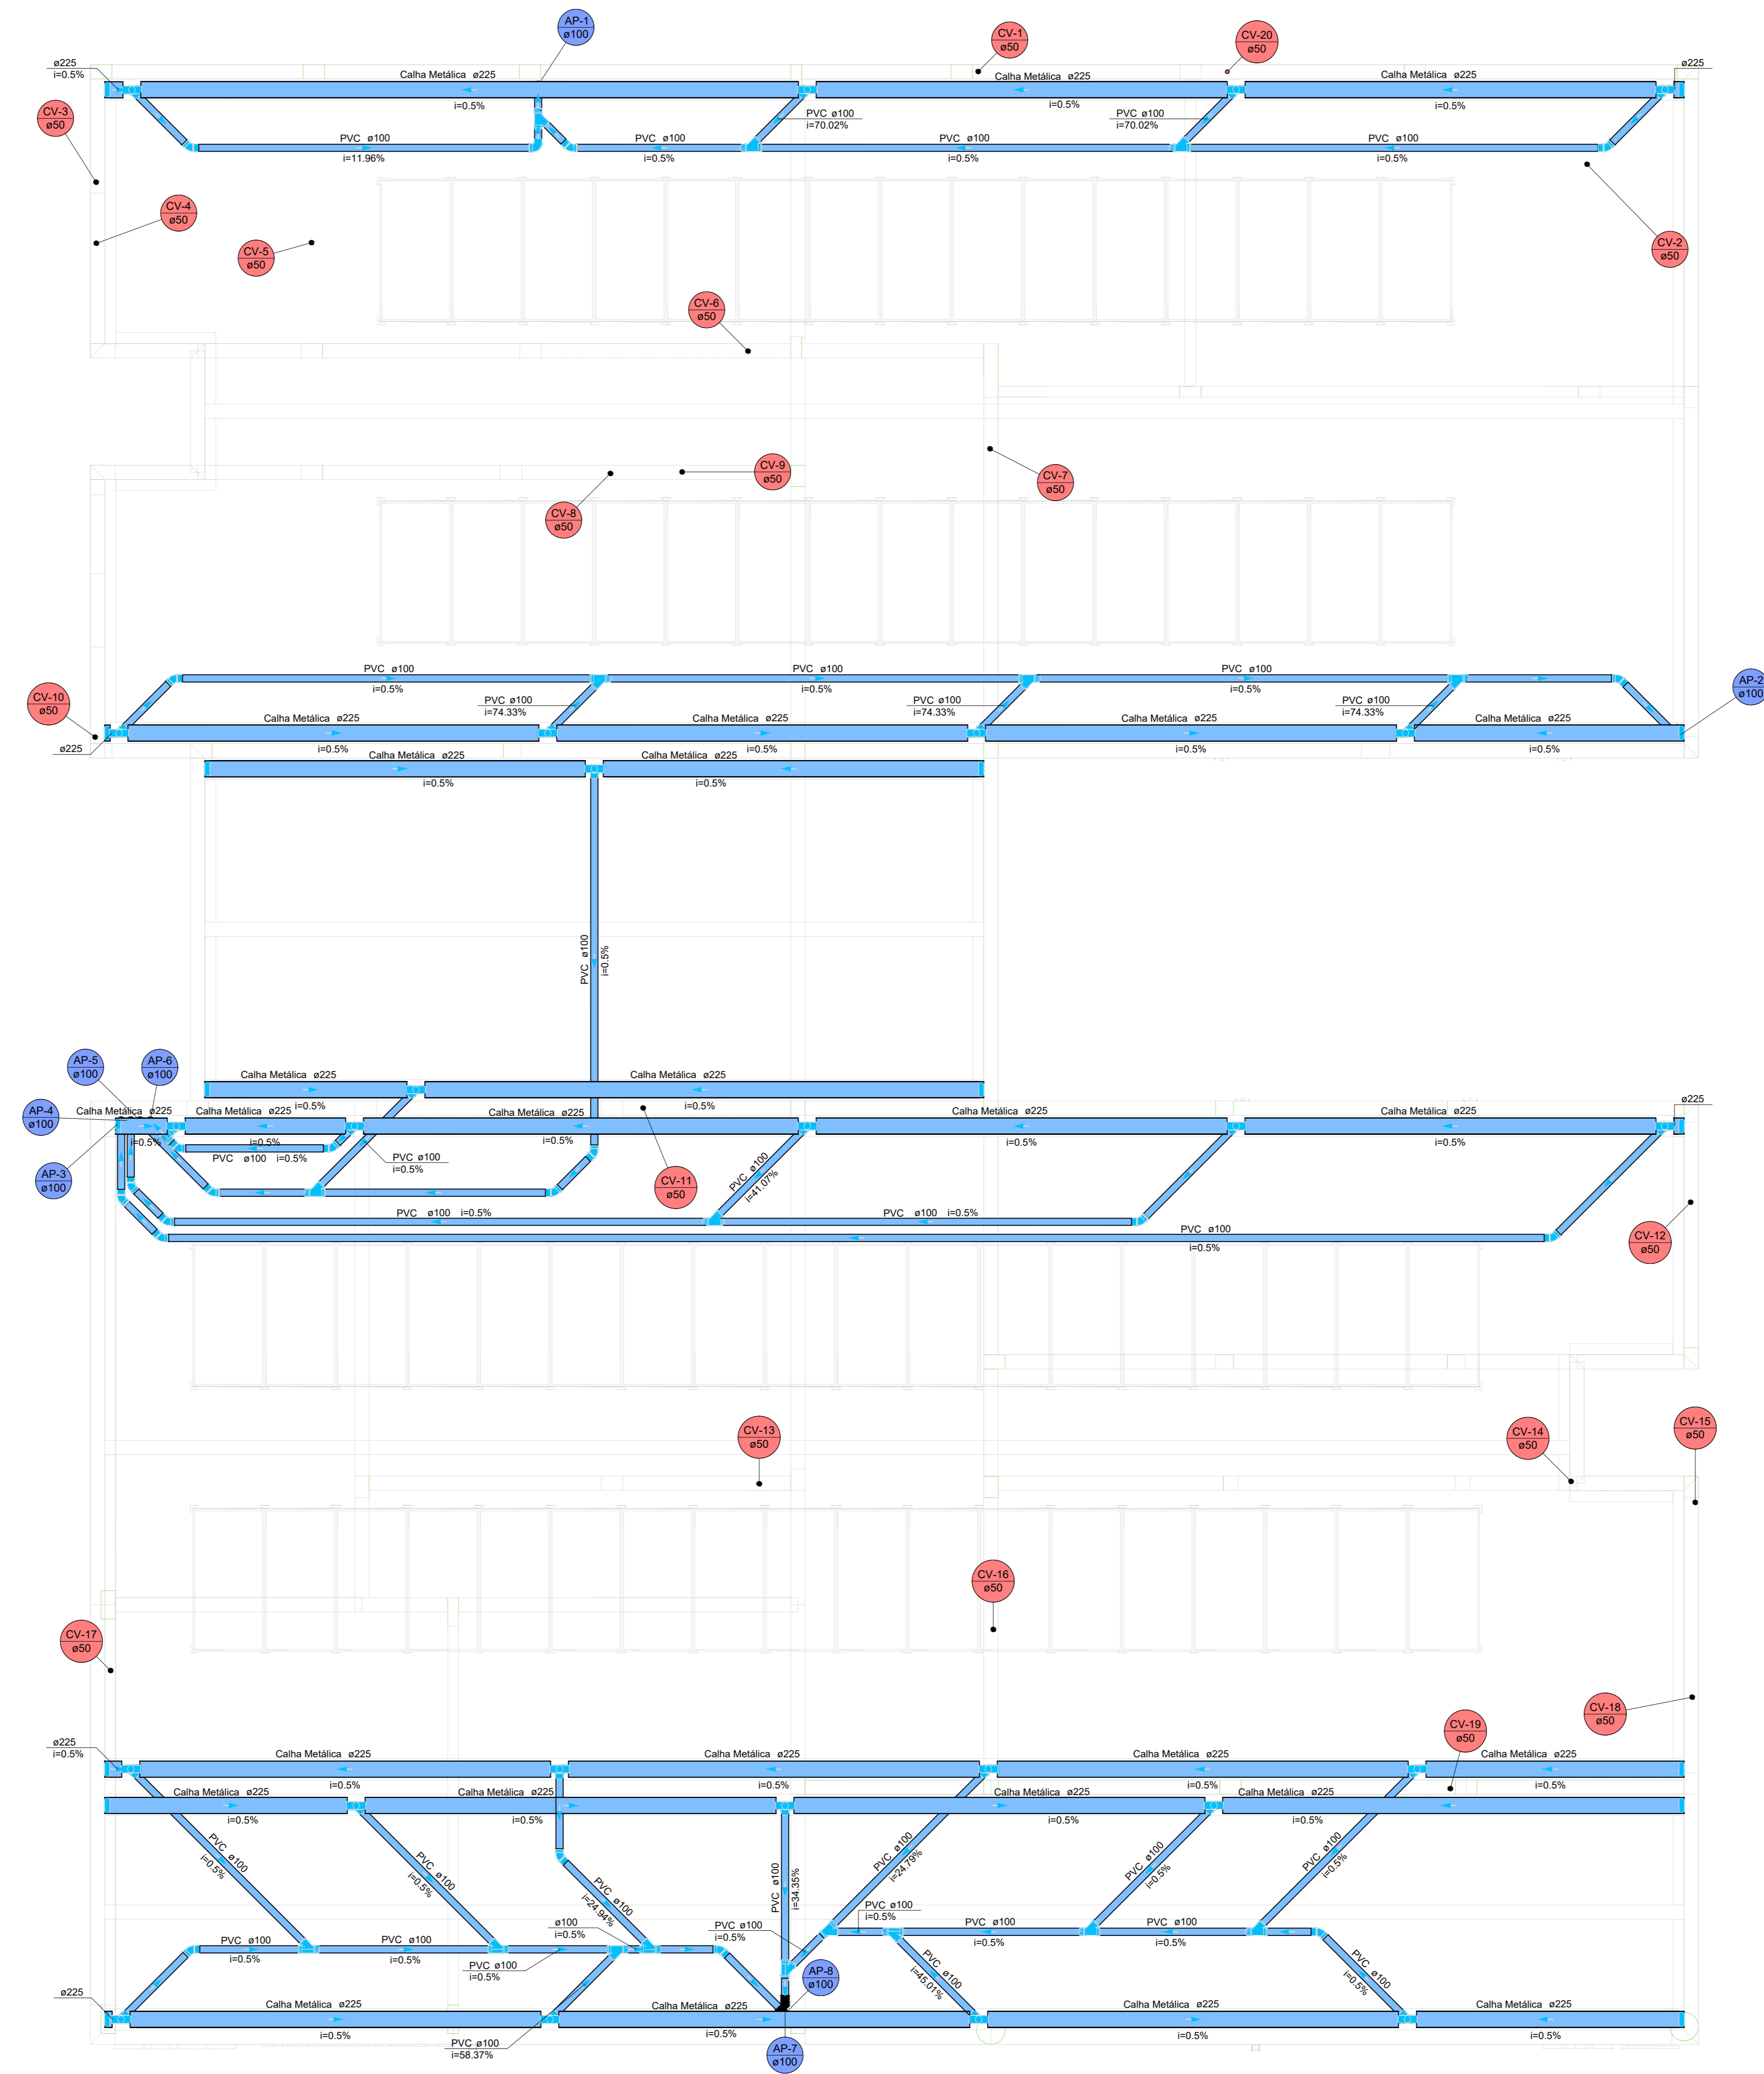 AP-1
ø100
CV-1
ø50
CV-20
ø50
ø225
i=0.5%
Calha Metálica ø225
i=0.5%
Calha Metálica ø225
i=0.5%
Calha Metálica ø225
i=0.5%
ø225
CV-3
ø50
PVC ø100
i=11.96%
PVC ø100
i=0.5%
PVC ø100
i=70.02%
PVC ø100
i=0.5%
PVC ø100
i=70.02%
PVC ø100
i=0.5%
CV-4
ø50
CV-5
ø50
CV-2
ø50
CV-6
ø50
CV-9
ø50
CV-7
ø50
CV-8
ø50
PVC ø100
i=0.5%
PVC ø100
i=0.5%
PVC ø100
i=0.5%
AP-2
ø100
CV-10
ø50
PVC ø100
i=74.33%
PVC ø100
i=74.33%
PVC ø100
i=74.33%
Calha Metálica ø225
i=0.5%
Calha Metálica ø225
i=0.5%
Calha Metálica ø225
i=0.5%
Calha Metálica ø225
i=0.5%
ø225
Calha Metálica ø225
i=0.5%
Calha Metálica ø225
i=0.5%
PVC ø100
i=0.5%
AP-5
ø100
AP-6
ø100
Calha Metálica ø225
i=0.5%
Calha Metálica ø225
i=0.5%
AP-4
ø100
Calha Metálica ø225
i=0.5%
Calha Metálica ø225
i=0.5%
Calha Metálica ø225
i=0.5%
Calha Metálica ø225
i=0.5%
Calha Metálica ø225
i=0.5%
ø225
PVC ø100 i=0.5%
PVC ø100
i=0.5%
AP-3
ø100
CV-11
ø50
PVC ø100
i=41.07%
PVC ø100 i=0.5%
PVC ø100 i=0.5%
PVC ø100
i=0.5%
CV-12
ø50
CV-13
ø50
CV-14
ø50
CV-15
ø50
CV-16
ø50
CV-17
ø50
CV-18
ø50
CV-19
ø50
ø225
i=0.5%
Calha Metálica ø225
i=0.5%
Calha Metálica ø225
i=0.5%
Calha Metálica ø225
i=0.5%
Calha Metálica ø225
i=0.5%
Calha Metálica ø225
i=0.5%
Calha Metálica ø225
i=0.5%
Calha Metálica ø225
i=0.5%
Calha Metálica ø225
i=0.5%
PVC ø100
i=0.5%
PVC ø100
i=0.5%
PVC ø100
i=24.94%
PVC ø100
i=34.35%
PVC ø100
i=24.79%
PVC ø100
i=0.5%
PVC ø100
i=0.5%
PVC ø100
i=0.5%
PVC ø100
i=0.5%
PVC ø100
i=0.5%
ø100
i=0.5%
PVC ø100
i=0.5%
PVC ø100
i=0.5%
PVC ø100
i=0.5%
PVC ø100
i=0.5%
AP-8
ø100
PVC ø100
i=45.01%
PVC ø100
i=0.5%
ø225
Calha Metálica ø225
i=0.5%
Calha Metálica ø225
i=0.5%
Calha Metálica ø225
i=0.5%
Calha Metálica ø225
i=0.5%
PVC ø100
i=58.37%
AP-7
ø100